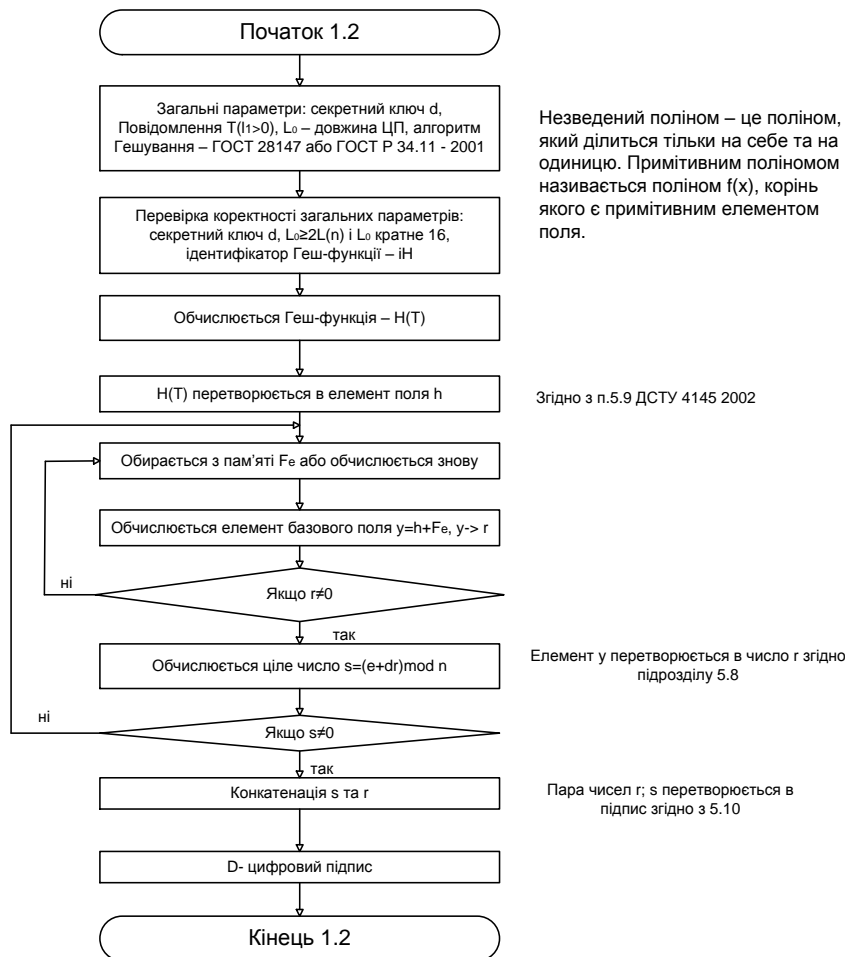 Початок 1.2
Загальні параметри: секретний ключ d,
Повідомлення T(l1>0), L0 – довжина ЦП, алгоритм
Гешування – ГОСТ 28147 або ГОСТ Р 34.11 - 2001
Незведений поліном – це поліном,
який ділиться тільки на себе та на
одиницю. Примітивним поліномом
називається поліном f(x), корінь
якого є примітивним елементом
поля.
Перевірка коректності загальних параметрів:
секретний ключ d, L0≥2L(n) і L0 кратне 16,
ідентифікатор Геш-функції – iH
Обчислюється Геш-функція – H(T)
H(T) перетворюється в елемент поля h
Згідно з п.5.9 ДСТУ 4145 2002
Обирається з пам’яті Fe або обчислюється знову
Обчислюється елемент базового поля y=h+Fe, y-> r
ні
Якщо r≠0
так
Обчислюється ціле число s=(e+dr)mod n
Елемент y перетворюється в число r згідно
підрозділу 5.8
ні
Якщо s≠0
так
Конкатенація s та r
Пара чисел r; s перетворюється в
підпис згідно з 5.10
D- цифровий підпис
Кінець 1.2